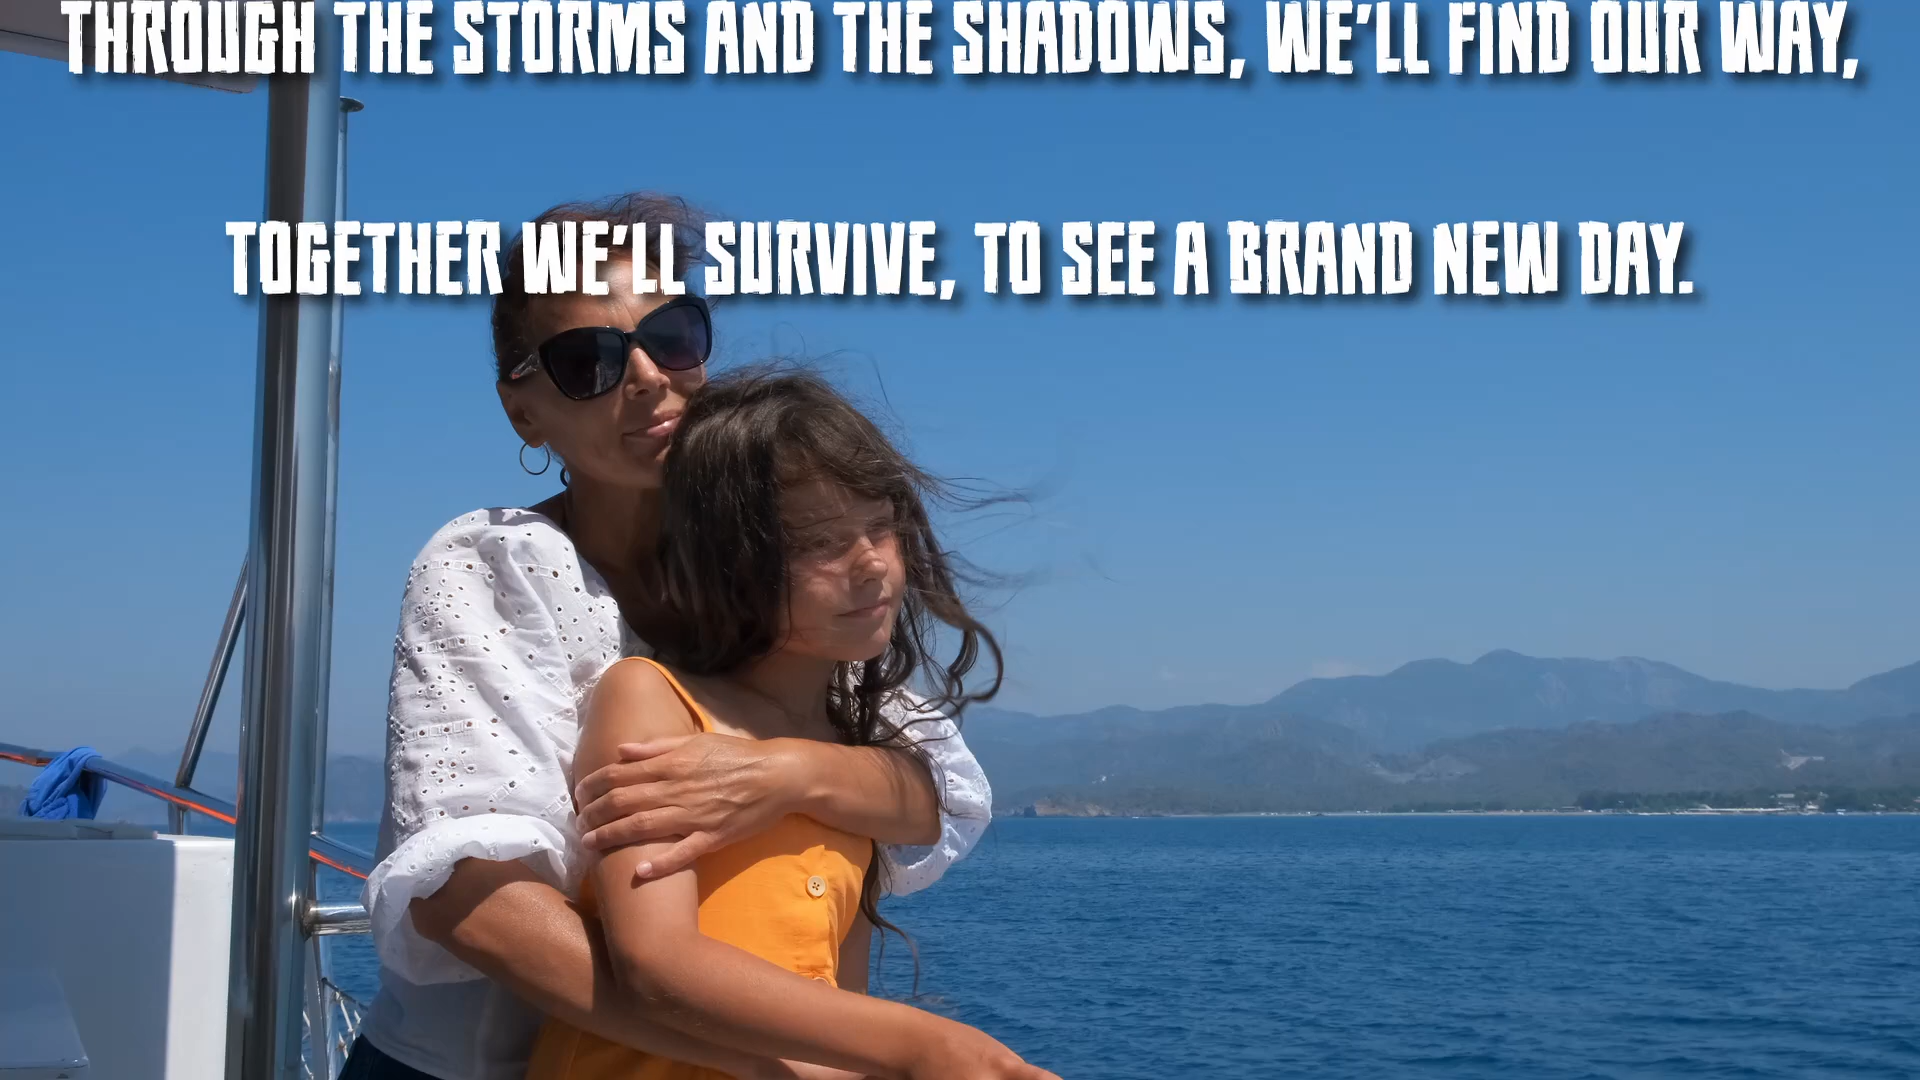 THROUGH THE STORMS AND THE SHADOWS, WE'LL FIND OUR WAY,
TOGETHER WE'LL SURVIVE, TO SEE A BRAND NEW DAY.